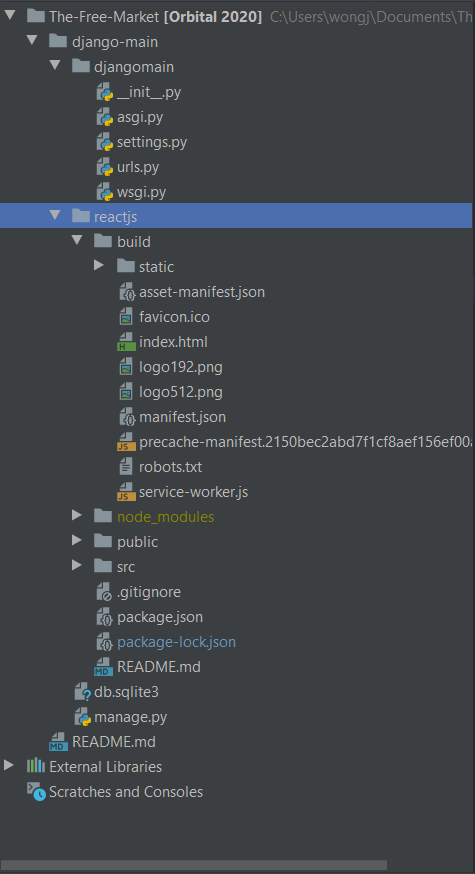 The-Free-Market [Orbital 2020] C:\Users\wongj\Documents\Th
django-main
djangomain
__init__.py
asgi.py
settings.py
urls.py
wsgi.py
reactjs
build
static
asset-manifest.json
favicon.ico
index.html
logo192.png
logo512.png
manifest.json
precache-manifest.2150bec2abd7f1cf8aef156ef00a
robots.txt
service-worker.js
node_modules
public
src
.gitignore
package.json
package-lock.json
README.md
db.sqlite3
manage.py
README.md
External Libraries
Scratches and Consoles